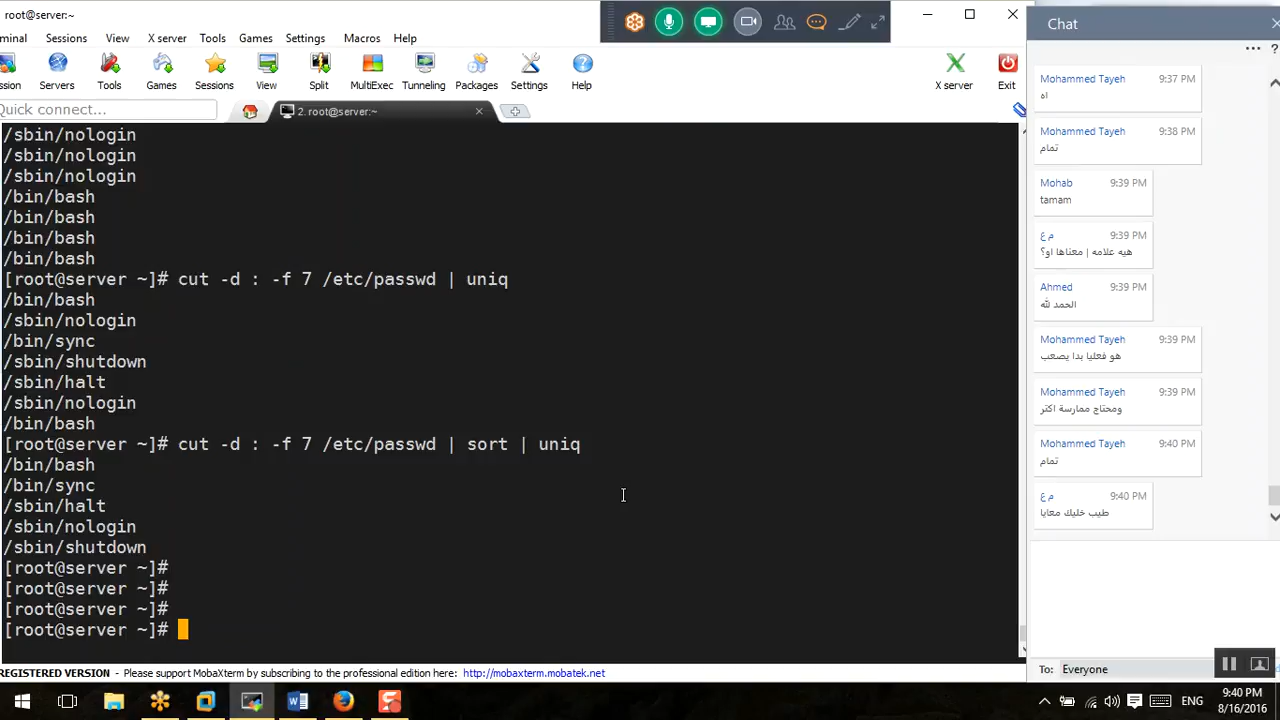 root@server:~
minal Sessions View X server Tools Games Settings Macros Help
ssion Servers Tools Games Sessions View Split MultiExec Tunneling Packages Settings Help X server Exit
Quick connect...
2. root@server:~
/sbin/nologin
/sbin/nologin
/sbin/nologin
/bin/bash
/bin/bash
/bin/bash
/bin/bash
[root@server ~]# cut -d : -f 7 /etc/passwd | uniq
/bin/bash
/sbin/nologin
/bin/sync
/sbin/shutdown
/sbin/halt
/sbin/nologin
/bin/bash
[root@server ~]# cut -d : -f 7 /etc/passwd | sort | uniq
/bin/bash
/bin/sync
/sbin/halt
/sbin/nologin
/sbin/shutdown
[root@server ~]#
[root@server ~]#
[root@server ~]#
[root@server ~]#
REGISTERED VERSION - Please support MobaXterm by subscribing to the professional edition here: http://mobaxterm.mobatek.net
Chat
Mohammed Tayeh 9:37 PM
اه
Mohammed Tayeh 9:38 PM
تمام
Mohab 9:39 PM
tamam
م ع 9:39 PM
هيه علامه | معناها او؟
Ahmed 9:39 PM
الحمد لله
Mohammed Tayeh 9:39 PM
هو فعليا بدا يصعب
Mohammed Tayeh 9:39 PM
ومحتاج ممارسة اكتر
Mohammed Tayeh 9:40 PM
تمام
م ع 9:40 PM
طيب خليك معايا
To: Everyone
ENG
9:40 PM
8/16/2016